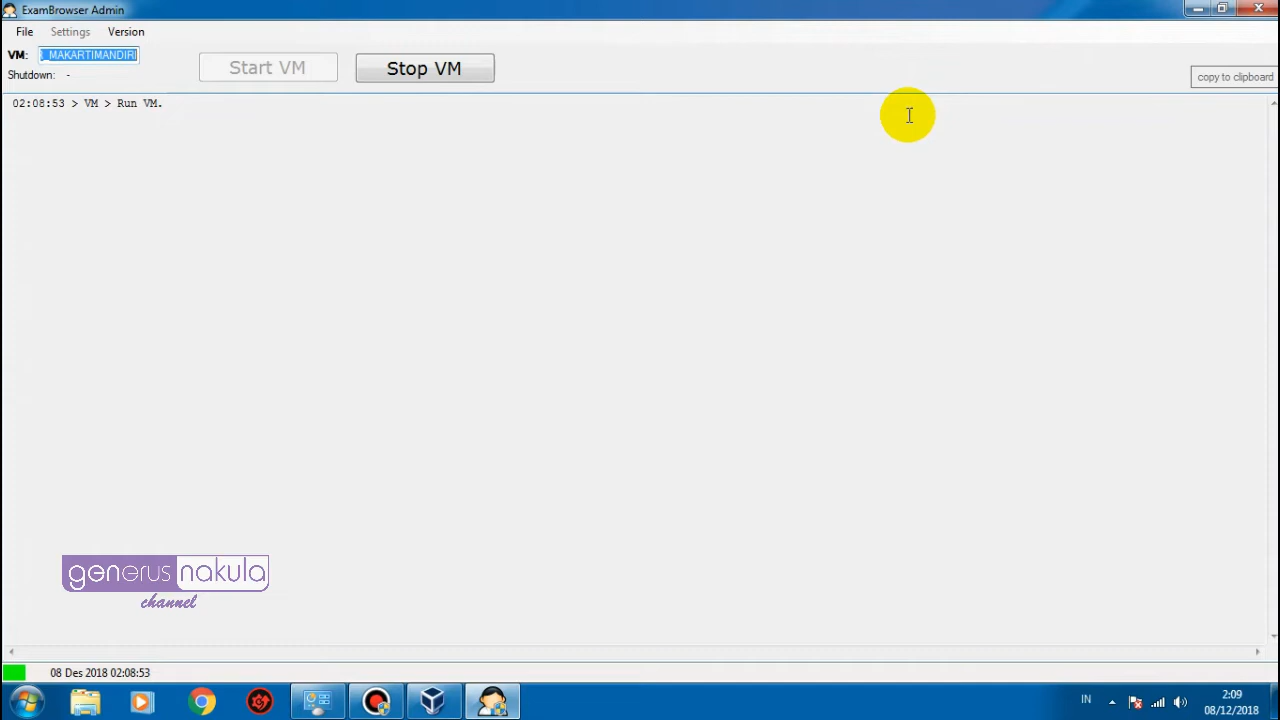 ExamBrowser Admin
File Settings Version
VM: _MAKARTIMANDIRI
Start VM Stop VM
Shutdown: -
copy to clipboard
02:08:53 > VM > Run VM.
generus nakula
channel
08 Des 2018 02:08:53
IN
2:09
08/12/2018